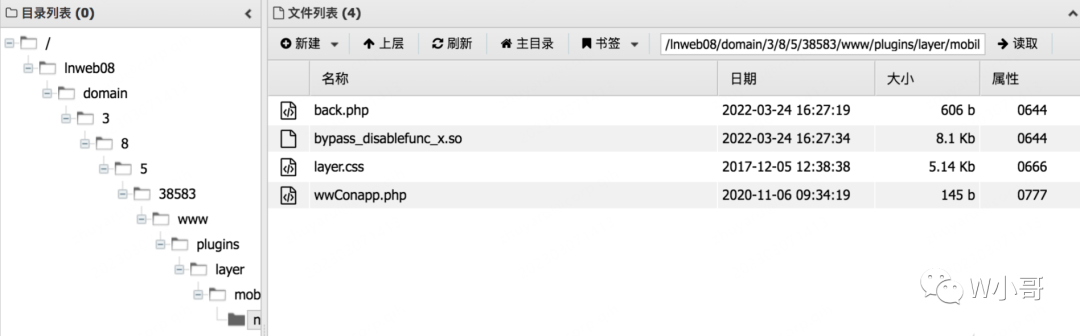 目录列表 (0)
文件列表 (4)
新建 上层 刷新 主目录 书签 /lnweb08/domain/3/8/5/38583/www/plugins/layer/mobil 读取
/
lnweb08
domain
3
8
5
38583
www
plugins
layer
mob
n
名称 日期 大小 属性
back.php 2022-03-24 16:27:19 606 b 0644
bypass_disablefunc_x.so 2022-03-24 16:27:34 8.1 Kb 0644
layer.css 2017-12-05 12:38:38 5.14 Kb 0666
wwConapp.php 2020-11-06 09:34:19 145 b 0777
W小哥